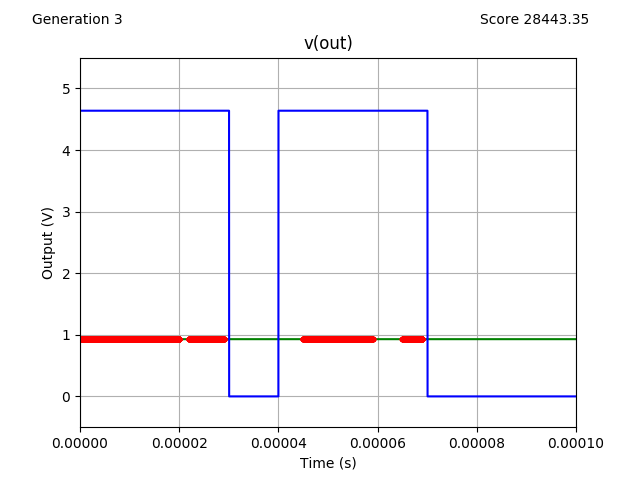 Generation 3
Score 28443.35
v(out)
5
4
3
2
1
0
Output (V)
0.00000
0.00002
0.00004
0.00006
0.00008
0.00010
Time (s)